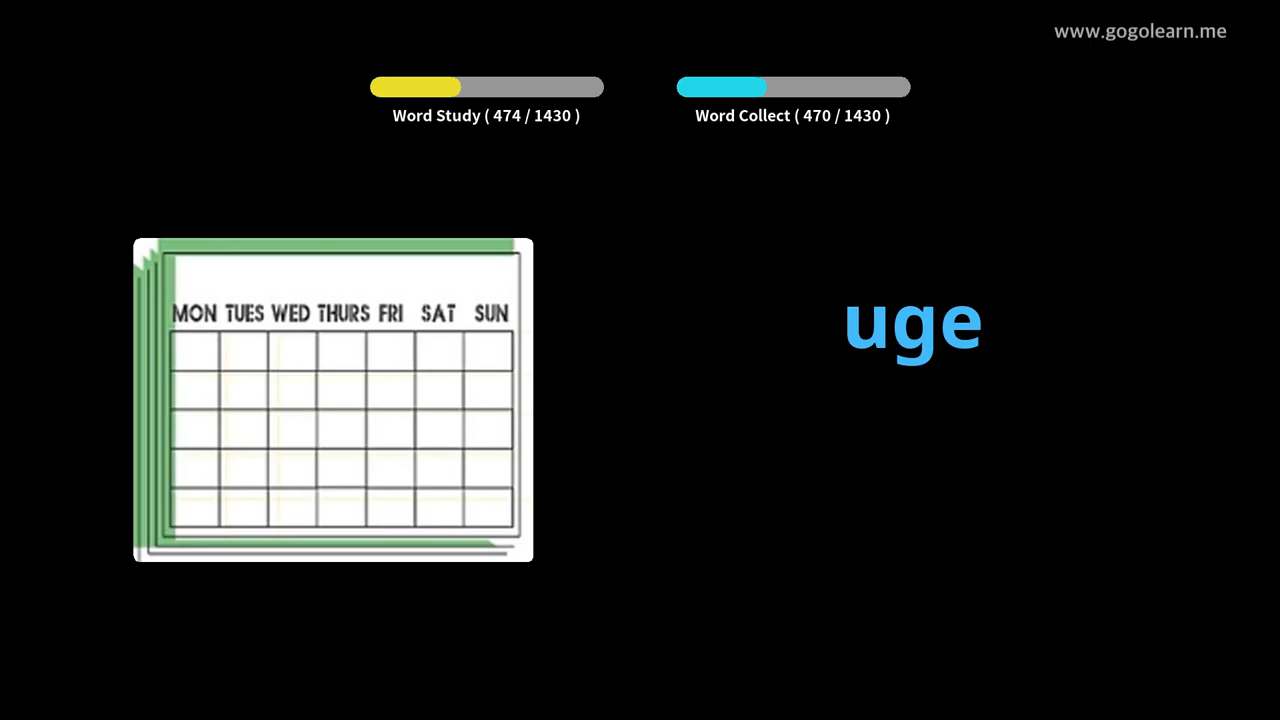 www.gogolearn.me
Word Study ( 474 / 1430 )
Word Collect ( 470 / 1430 )
MON TUES WED THURS FRI SAT SUN
uge